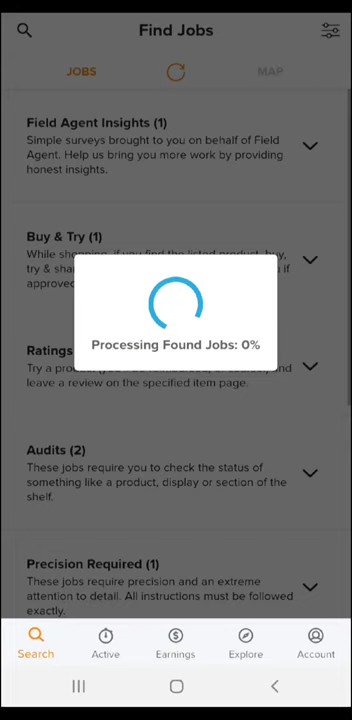 Find Jobs
JOBS
MAP
Field Agent Insights (1)
Simple surveys brought to you on behalf of Field
Agent. Help us bring you more work by providing
honest insights.
Buy & Try (1)
While shopping, if you find the listed product, buy,
try & sha
if
approved
Processing Found Jobs: 0%
Ratings
Try a product
and
leave a review on the specified item page.
Audits (2)
These jobs require you to check the status of
something like a product, display or section of the
shelf.
Precision Required (1)
These jobs require precision and an extreme
attention to detail. All instructions must be followed
exactly.
Search
Active
Earnings
Explore
Account